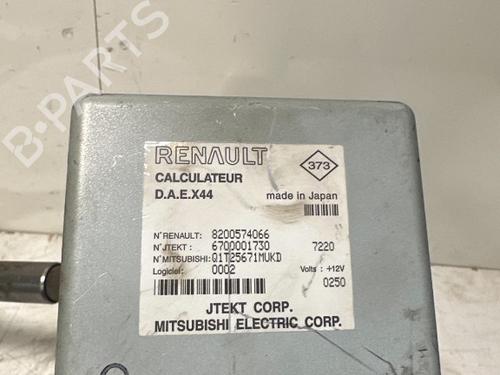 B-PARTS
RENAULT
373
CALCULATEUR
D.A.E.X44
made in Japan
N°RENAULT: 8200574066
N°JTEKT: 6700001730 7220
N°MITSUBISHI: Q1T25671MUKD
Logiciel: 0002 Volts: +12V
0250
JTEKT CORP.
MITSUBISHI ELECTRIC CORP.